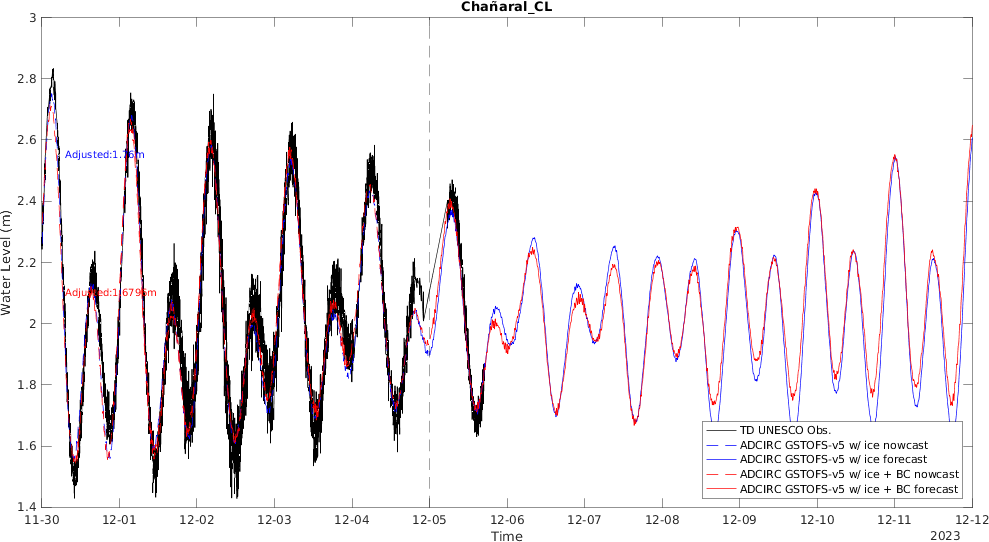 Chañaral_CL
3
2.8
2.6
2.4
2.2
2
1.8
1.6
1.4
Water Level (m)
Adjusted:1.76m
Adjusted:1.6796m
TD UNESCO Obs.
ADCIRC GSTOFS-v5 w/ ice nowcast
ADCIRC GSTOFS-v5 w/ ice forecast
ADCIRC GSTOFS-v5 w/ ice + BC nowcast
ADCIRC GSTOFS-v5 w/ ice + BC forecast
11-30 12-01 12-02 12-03 12-04 12-05 12-06 12-07 12-08 12-09 12-10 12-11 12-12
Time
2023